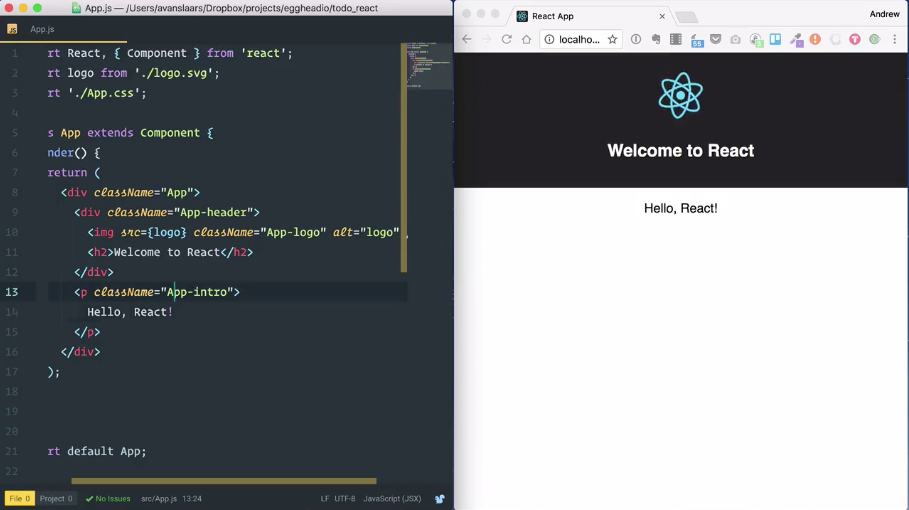 App.js — /Users/avanslaars/Dropbox/projects/eggheadio/todo_react
App.js
1 rt React, { Component } from 'react';
2 rt logo from './logo.svg';
3 rt './App.css';
4
5 s App extends Component {
6 nder() {
7 return (
8 <div className="App">
9 <div className="App-header">
10 <img src={logo} className="App-logo" alt="logo"
11 <h2>Welcome to React</h2>
12 </div>
13 <p className="App-intro">
14 Hello, React!
15 </p>
16 </div>
17 );
18
19
20
21 rt default App;
22
File 0 Project 0 No Issues src/App.js 13:24 LF UTF-8 JavaScript (JSX)
React App
Andrew
localho...
55
Welcome to React
Hello, React!